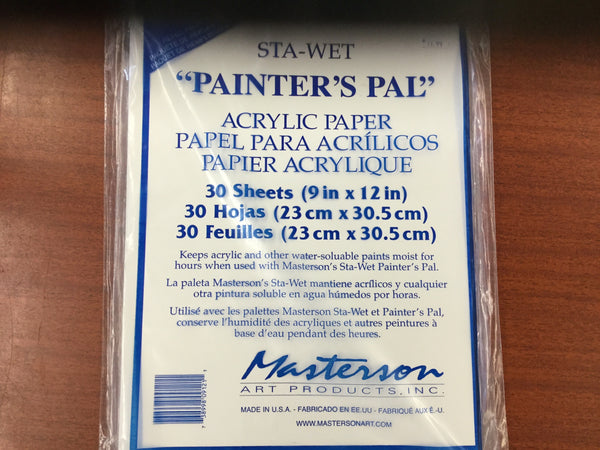 STA-WET
"PAINTER'S PAL"
ACRYLIC PAPER
PAPEL PARA ACRÍLICOS
PAPIER ACRYLIQUE
30 Sheets (9 in x 12 in)
30 Hojas (23 cm x 30.5 cm)
30 Feuilles (23 cm x 30.5 cm)
Keeps acrylic and other water-soluable paints moist for
hours when used with Masterson's Sta-Wet Painter's Pal.
La paleta Masterson's Sta-Wet mantiene acrílicos y cualquier
otra pintura soluble en agua húmedos por horas.
Utilisé avec les palettes Masterson Sta-Wet et Painter's Pal,
conserve l'humidité des acryliques et autres peintures à
base d'eau pendant des heures.
Masterson
ART PRODUCTS, INC.
MADE IN U.S.A. - FABRICADO EN EE.UU - FABRIQUÉ AUX É.-U.
WWW.MASTERSONART.COM